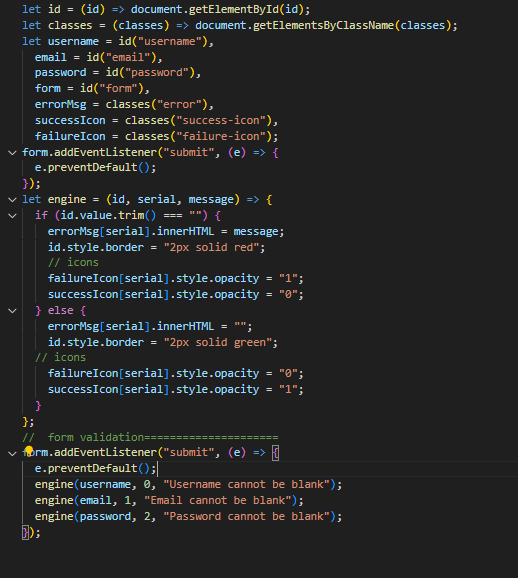 let id = (id) => document.getElementById(id);
let classes = (classes) => document.getElementsByClassName(classes);
let username = id("username"),
  email = id("email"),
  password = id("password"),
  form = id("form"),
  errorMsg = classes("error"),
  successIcon = classes("success-icon"),
  failureIcon = classes("failure-icon");
form.addEventListener("submit", (e) => {
  e.preventDefault();
});
let engine = (id, serial, message) => {
  if (id.value.trim() === "") {
    errorMsg[serial].innerHTML = message;
    id.style.border = "2px solid red";
    // icons
    failureIcon[serial].style.opacity = "1";
    successIcon[serial].style.opacity = "0";
  } else {
    errorMsg[serial].innerHTML = "";
    id.style.border = "2px solid green";
  // icons
    failureIcon[serial].style.opacity = "0";
    successIcon[serial].style.opacity = "1";
  }
};
//  form validation=====================
form.addEventListener("submit", (e) => {
  e.preventDefault();
  engine(username, 0, "Username cannot be blank");
  engine(email, 1, "Email cannot be blank");
  engine(password, 2, "Password cannot be blank");
});